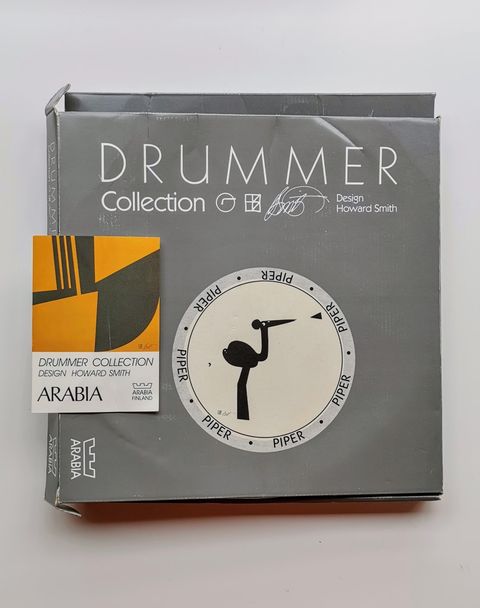 DRUMMER
Collection
Design
Howard Smith
PIPER • PIPER • PIPER • PIPER • PIPER • PIPER • PIPER •
DRUMMER COLLECTION
DESIGN HOWARD SMITH
ARABIA
ARABIA
FINLAND
ARABIA
ARABIA